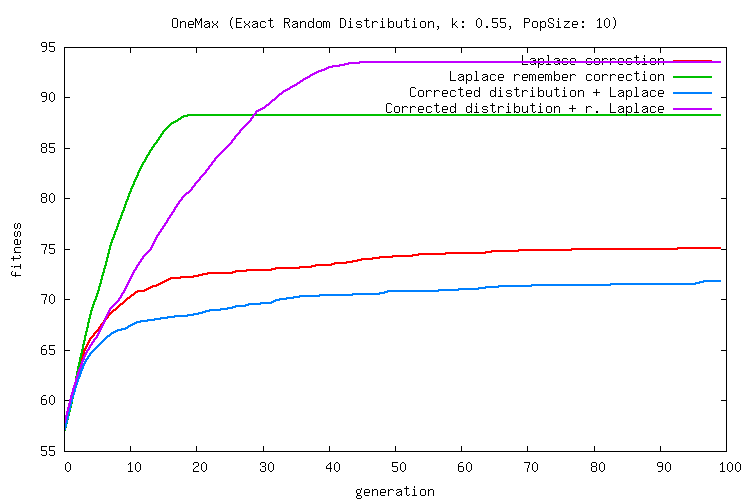 OneMax (Exact Random Distribution, k: 0.55, PopSize: 10)
95
90
85
80
75
70
65
60
55
fitness
Laplace correction
Laplace remember correction
Corrected distribution + Laplace
Corrected distribution + r. Laplace
0 10 20 30 40 50 60 70 80 90 100
generation